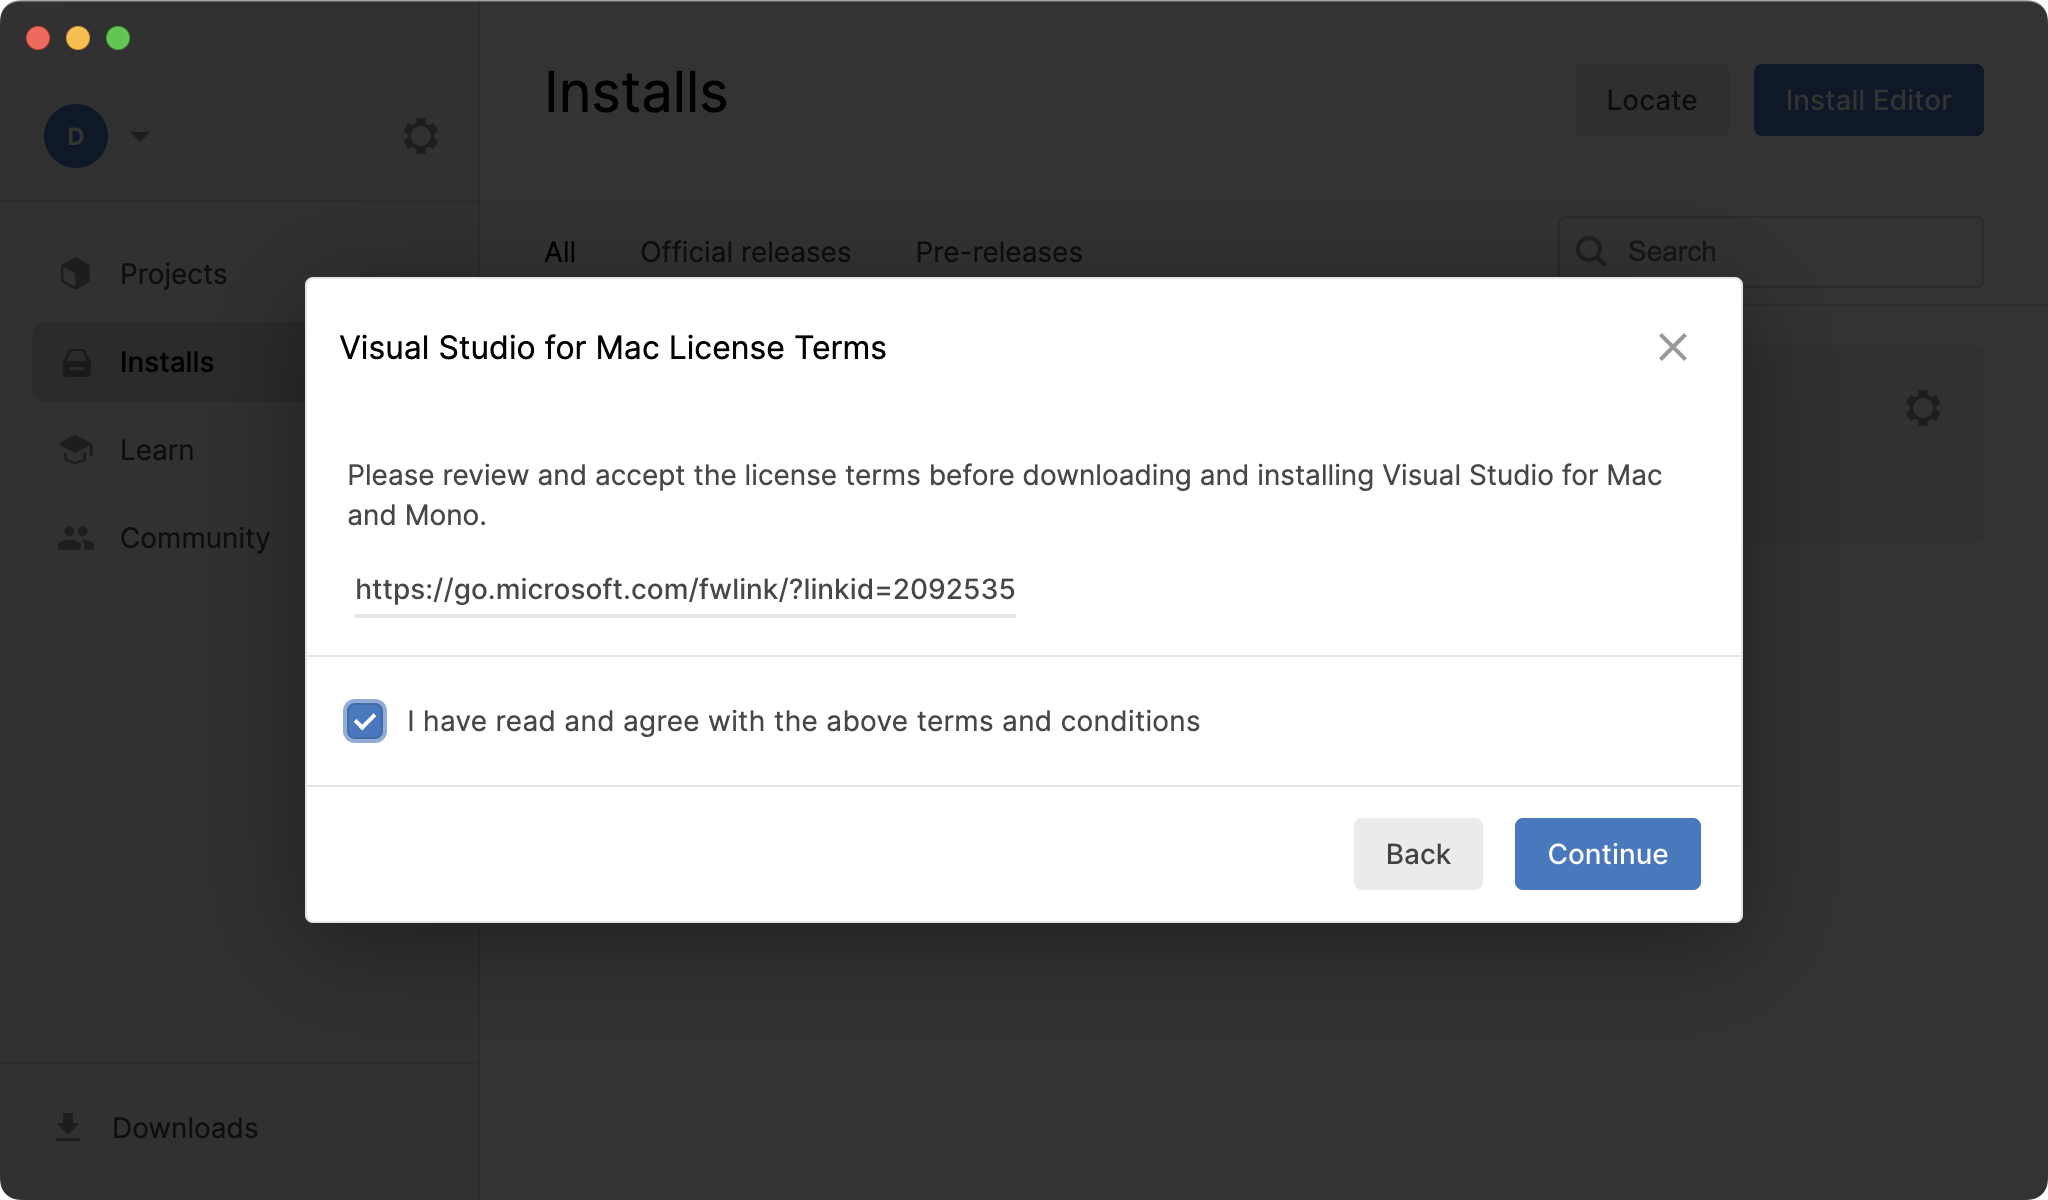 D
Installs
Locate
Install Editor
All
Official releases
Pre-releases
Search
Projects
Installs
Learn
Community
Downloads
Visual Studio for Mac License Terms
Please review and accept the license terms before downloading and installing Visual Studio for Mac
and Mono.
https://go.microsoft.com/fwlink/?linkid=2092535
I have read and agree with the above terms and conditions
Back
Continue